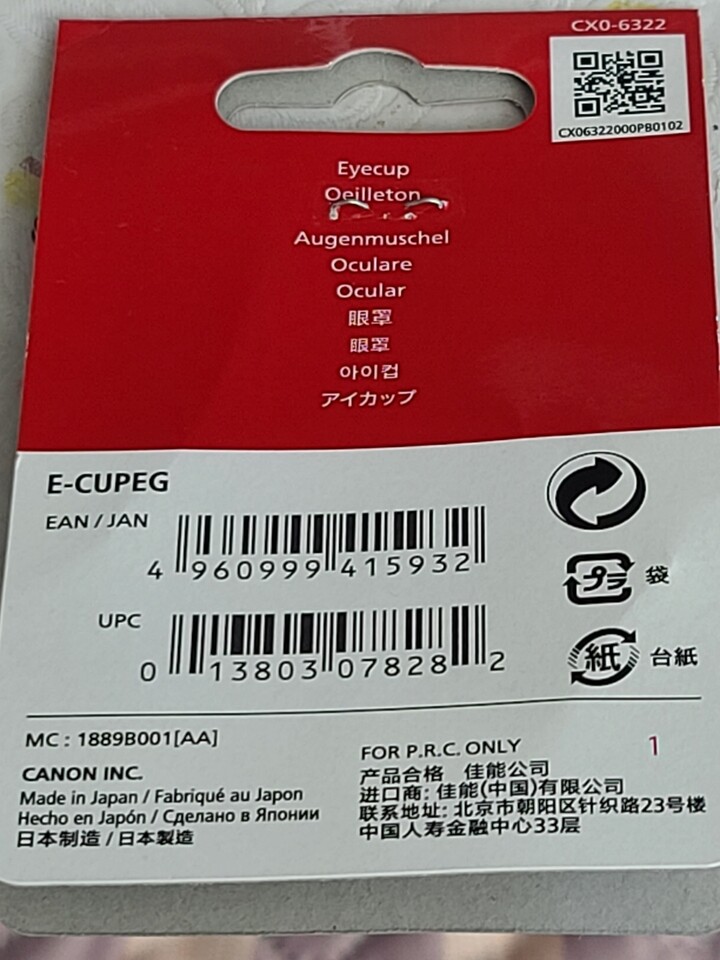 CX0-6322
CX06322000PB0102
Eyecup
Oeilleton
Augenmuschel
Oculare
Ocular
眼罩
眼罩
아이컵
アイカップ
E-CUPEG
EAN / JAN
4 960999 415932
UPC
0 13803 07828 2
プラ 袋
紙 台紙
MC : 1889B001[AA]
CANON INC.
Made in Japan / Fabriqué au Japon
Hecho en Japón / Сделано в Японии
日本制造 / 日本製造
FOR P.R.C. ONLY
1
产品合格 佳能公司
进口商: 佳能(中国)有限公司
联系地址: 北京市朝阳区针织路23号楼
中国人寿金融中心33层